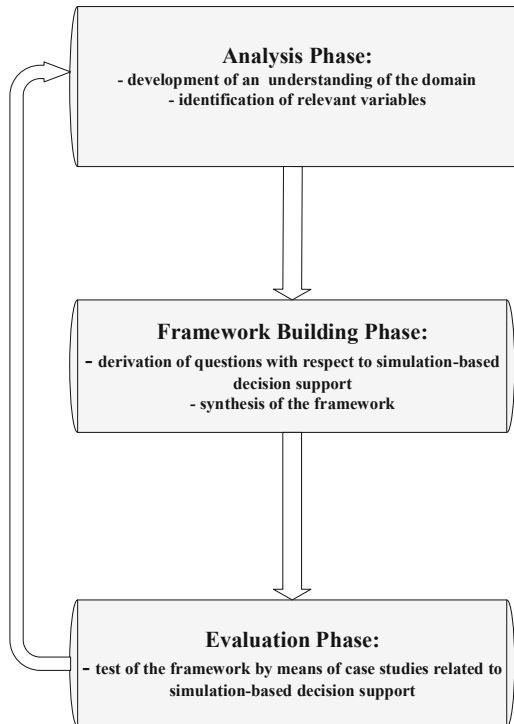 Analysis Phase:
- development of an understanding of the domain
- identification of relevant variables
Framework Building Phase:
- derivation of questions with respect to simulation-based
decision support
- synthesis of the framework
Evaluation Phase:
- test of the framework by means of case studies related to
simulation-based decision support